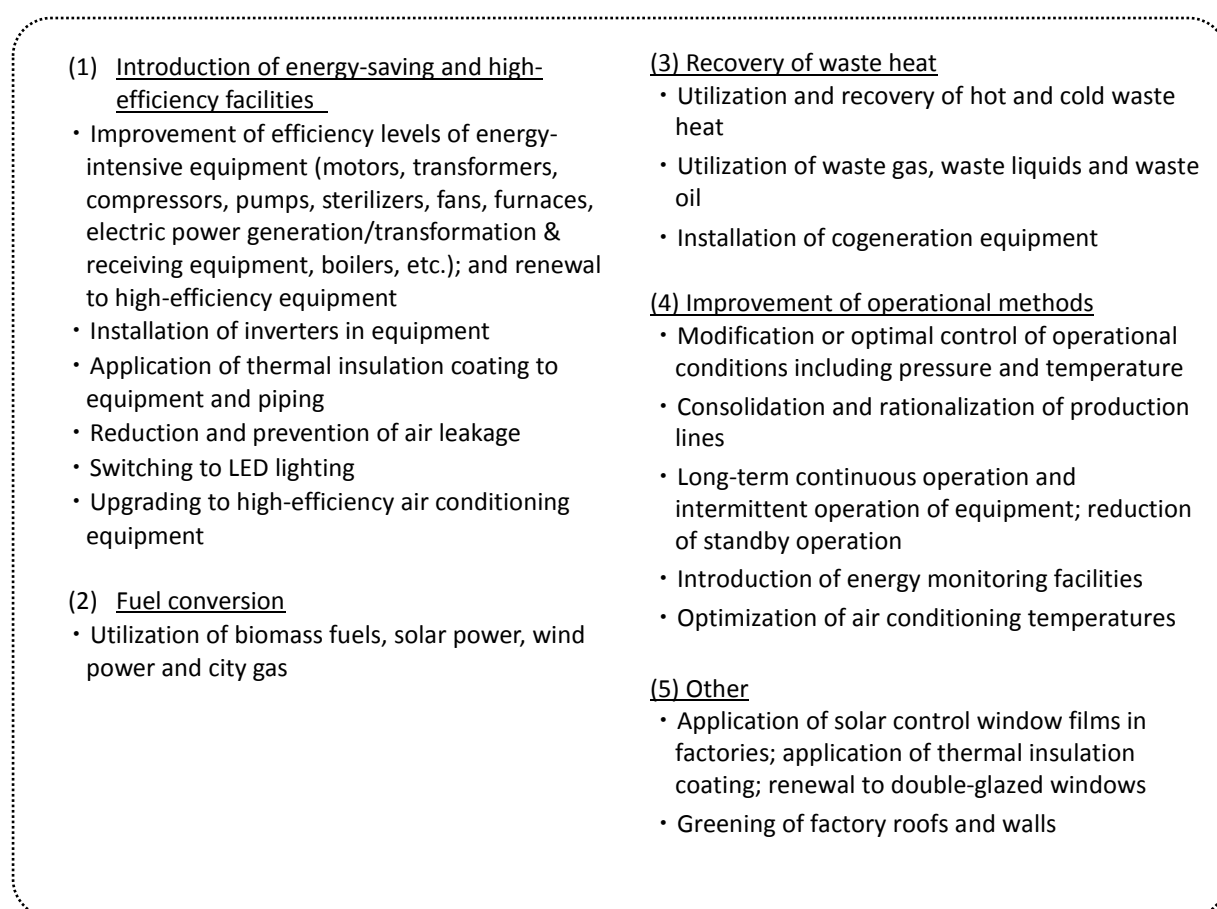 (1) Introduction of energy-saving and high-
efficiency facilities
・Improvement of efficiency levels of energy-
intensive equipment (motors, transformers,
compressors, pumps, sterilizers, fans, furnaces,
electric power generation/transformation &
receiving equipment, boilers, etc.); and renewal
to high-efficiency equipment
・Installation of inverters in equipment
・Application of thermal insulation coating to
equipment and piping
・Reduction and prevention of air leakage
・Switching to LED lighting
・Upgrading to high-efficiency air conditioning
equipment
(2) Fuel conversion
・Utilization of biomass fuels, solar power, wind
power and city gas
(3) Recovery of waste heat
・Utilization and recovery of hot and cold waste
heat
・Utilization of waste gas, waste liquids and waste
oil
・Installation of cogeneration equipment
(4) Improvement of operational methods
・Modification or optimal control of operational
conditions including pressure and temperature
・Consolidation and rationalization of production
lines
・Long-term continuous operation and
intermittent operation of equipment; reduction
of standby operation
・Introduction of energy monitoring facilities
・Optimization of air conditioning temperatures
(5) Other
・Application of solar control window films in
factories; application of thermal insulation
coating; renewal to double-glazed windows
・Greening of factory roofs and walls